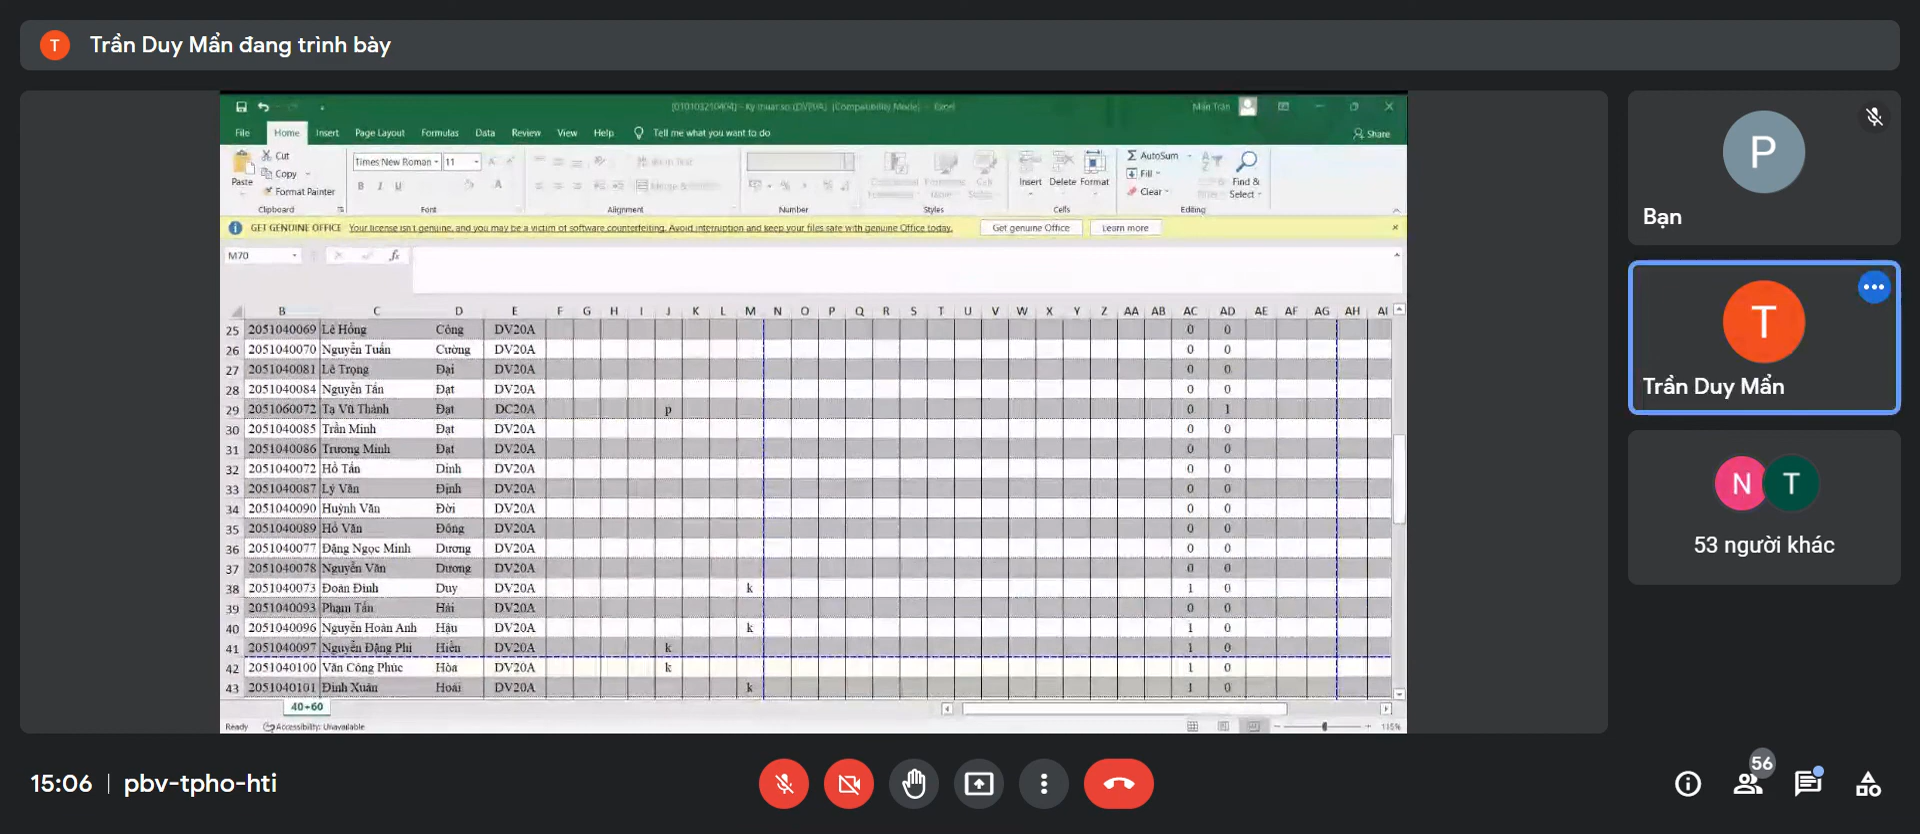 T Trần Duy Mẩn đang trình bày
Mẩn Trần
File Home Insert Page Layout Formulas Data Review View Help Tell me what you want to do Share
Paste Cut Copy Format Painter Clipboard
Times New Roman 11 B I U Font
Alignment
Number
Styles
Insert Delete Format Cells
AutoSum Fill Clear Find & Select Editing
GET GENUINE OFFICE Your license isn't genuine, and you may be a victim of software counterfeiting. Avoid interruption and keep your files safe with genuine Office today. Get genuine Office Learn more
M70 fx
B C D E F G H I J K L M N O P Q R S T U V W X Y Z AA AB AC AD AE AF AG AH AI
25 2051040069 Lê Hồng Công DV20A 0 0
26 2051040070 Nguyễn Tuấn Cường DV20A 0 0
27 2051040081 Lê Trọng Đại DV20A 0 0
28 2051040084 Nguyễn Tấn Đạt DV20A 0 0
29 2051060072 Tạ Vũ Thành Đạt DC20A p 0 1
30 2051040085 Trần Minh Đạt DV20A 0 0
31 2051040086 Trương Minh Đạt DV20A 0 0
32 2051040072 Hồ Tấn Dinh DV20A 0 0
33 2051040087 Lý Văn Định DV20A 0 0
34 2051040090 Huỳnh Văn Đời DV20A 0 0
35 2051040089 Hồ Văn Đông DV20A 0 0
36 2051040077 Đặng Ngọc Minh Dương DV20A 0 0
37 2051040078 Nguyễn Văn Dương DV20A 0 0
38 2051040073 Đoàn Đình Duy DV20A k 1 0
39 2051040093 Phạm Tấn Hải DV20A 0 0
40 2051040096 Nguyễn Hoàn Anh Hậu DV20A k 1 0
41 2051040097 Nguyễn Đặng Phi Hiền DV20A k 1 0
42 2051040100 Văn Công Phúc Hòa DV20A k 1 0
43 2051040101 Đinh Xuân Hoài DV20A k 1 0
40-60
Ready Accessibility: Unavailable 115%
P
Bạn
T
Trần Duy Mẩn
N T
53 người khác
15:06 | pbv-tpho-hti
56